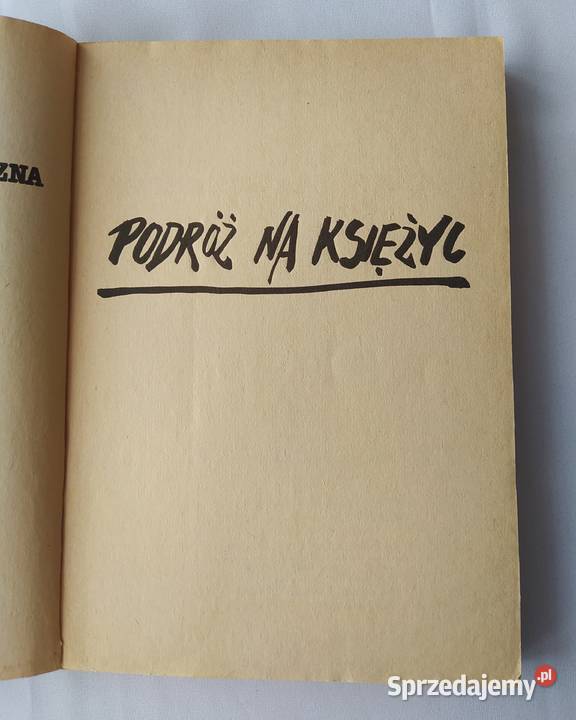 ZNA
PODRÓŻ NA KSIĘŻYC
Sprzedajemy.pl